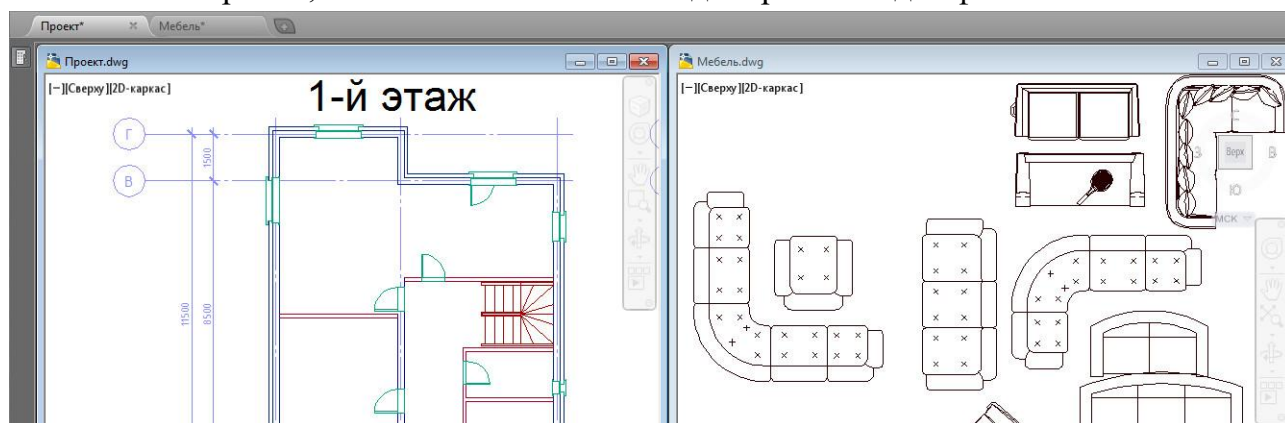 Проект*
Мебель*
Проект.dwg
[−][Сверху][2D-каркас]
1-й этаж
Г
В
1500
11500
8500
Мебель.dwg
[−][Сверху][2D-каркас]
З
Верх
В
Ю
МСК